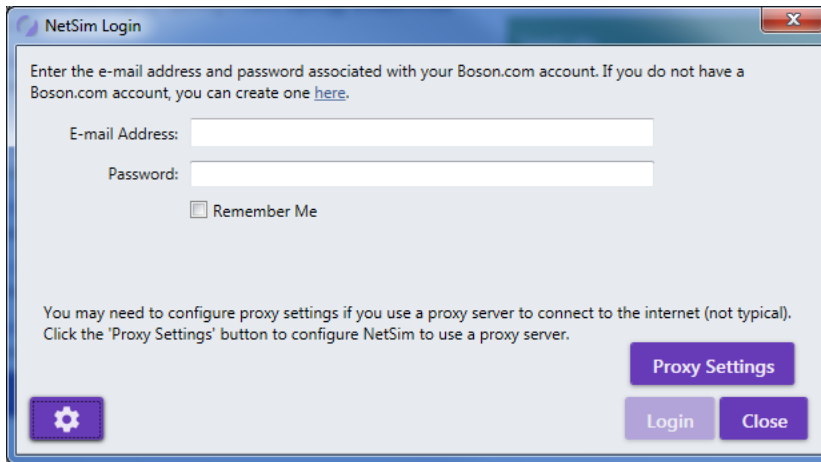 NetSim Login
Enter the e-mail address and password associated with your Boson.com account. If you do not have a
Boson.com account, you can create one here.
E-mail Address:
Password:
Remember Me
You may need to configure proxy settings if you use a proxy server to connect to the internet (not typical).
Click the 'Proxy Settings' button to configure NetSim to use a proxy server.
Proxy Settings
Login Close